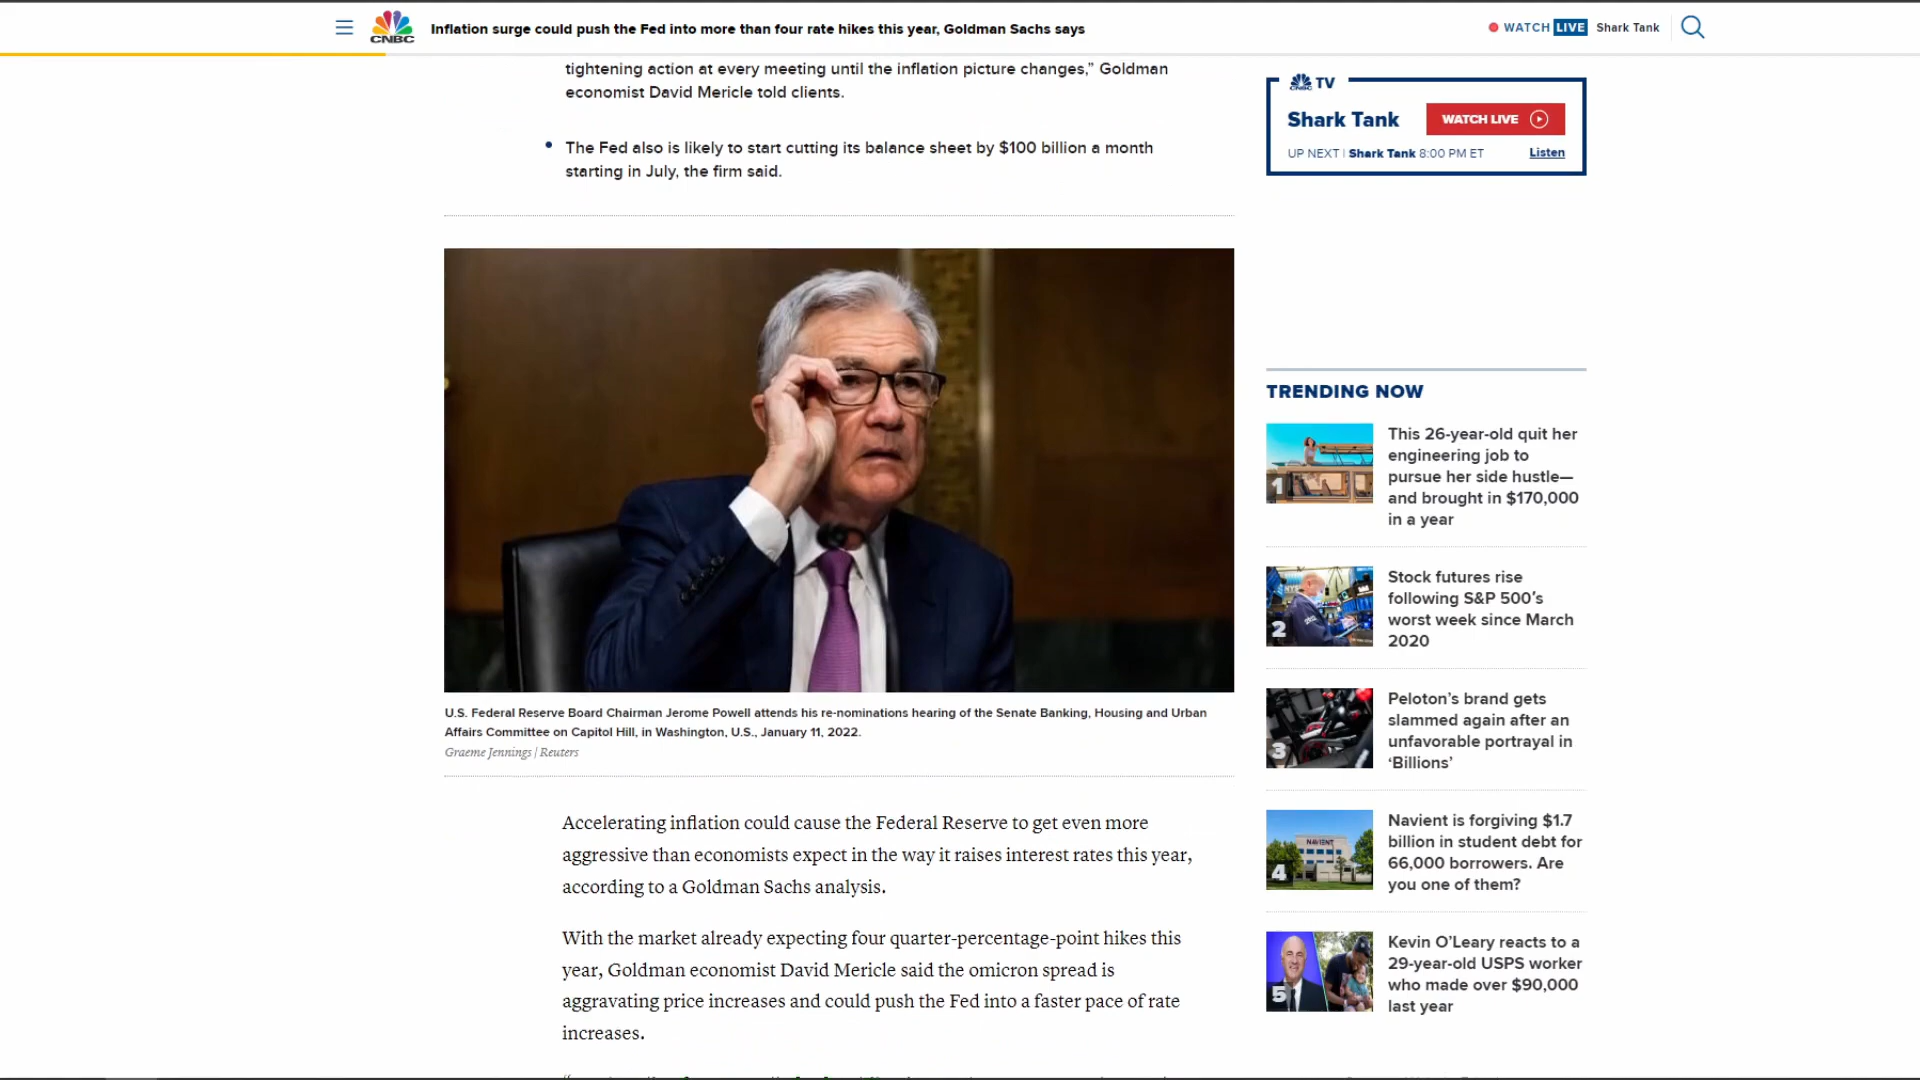 CNBC
Inflation surge could push the Fed into more than four rate hikes this year, Goldman Sachs says
WATCH LIVE Shark Tank
tightening action at every meeting until the inflation picture changes,” Goldman
economist David Mericle told clients.
• The Fed also is likely to start cutting its balance sheet by $100 billion a month
starting in July, the firm said.
U.S. Federal Reserve Board Chairman Jerome Powell attends his re-nominations hearing of the Senate Banking, Housing and Urban
Affairs Committee on Capitol Hill, in Washington, U.S., January 11, 2022.
Graeme Jennings | Reuters
Accelerating inflation could cause the Federal Reserve to get even more
aggressive than economists expect in the way it raises interest rates this year,
according to a Goldman Sachs analysis.
With the market already expecting four quarter-percentage-point hikes this
year, Goldman economist David Mericle said the omicron spread is
aggravating price increases and could push the Fed into a faster pace of rate
increases.
CNBC TV
Shark Tank
WATCH LIVE
UP NEXT | Shark Tank 8:00 PM ET
Listen
TRENDING NOW
1
This 26-year-old quit her
engineering job to
pursue her side hustle—
and brought in $170,000
in a year
2
Stock futures rise
following S&P 500’s
worst week since March
2020
3
Peloton’s brand gets
slammed again after an
unfavorable portrayal in
‘Billions’
NAVIENT
4
Navient is forgiving $1.7
billion in student debt for
66,000 borrowers. Are
you one of them?
5
Kevin O’Leary reacts to a
29-year-old USPS worker
who made over $90,000
last year